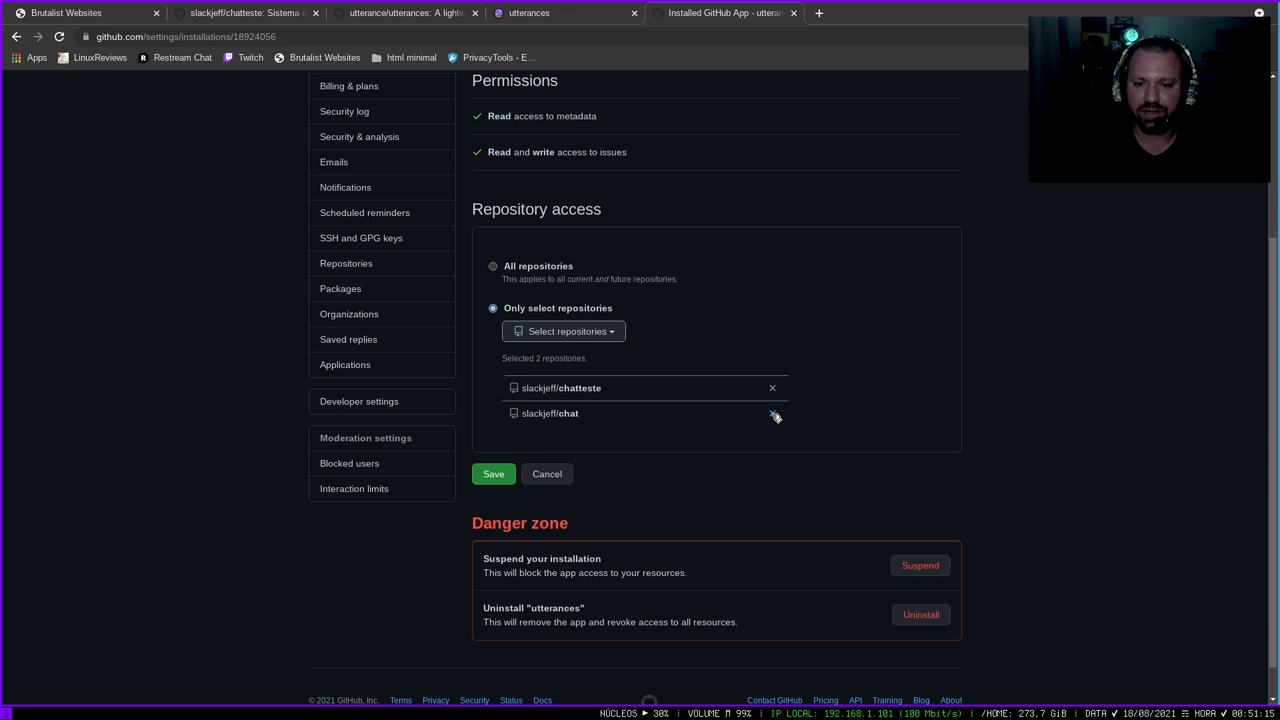 Brutalist Websites
slackjeff/chatteste: Sistema d
utterance/utterances: A lightw
utterances
Installed GitHub App - utteran
github.com/settings/installations/18924056
Apps
LinuxReviews
Restream Chat
Twitch
Brutalist Websites
html minimal
PrivacyTools - E…
Billing & plans
Security log
Security & analysis
Emails
Notifications
Scheduled reminders
SSH and GPG keys
Repositories
Packages
Organizations
Saved replies
Applications
Developer settings
Moderation settings
Blocked users
Interaction limits
Permissions
Read access to metadata
Read and write access to issues
Repository access
All repositories
This applies to all current and future repositories.
Only select repositories
Select repositories
Selected 2 repositories.
slackjeff/chatteste
slackjeff/chat
Save
Cancel
Danger zone
Suspend your installation
This will block the app access to your resources.
Suspend
Uninstall "utterances"
This will remove the app and revoke access to all resources.
Uninstall
© 2021 GitHub, Inc.
Terms
Privacy
Security
Status
Docs
Contact GitHub
Pricing
API
Training
Blog
About
NÚCLEOS ► 30% ⁞ VOLUME ♬ 99% ⁞ IP LOCAL: 192.168.1.101 (100 Mbit/s) ⁞ /HOME: 273,7 GiB ⁞ DATA ✓ 18/08/2021 ☴ HORA ✓ 00:51:15